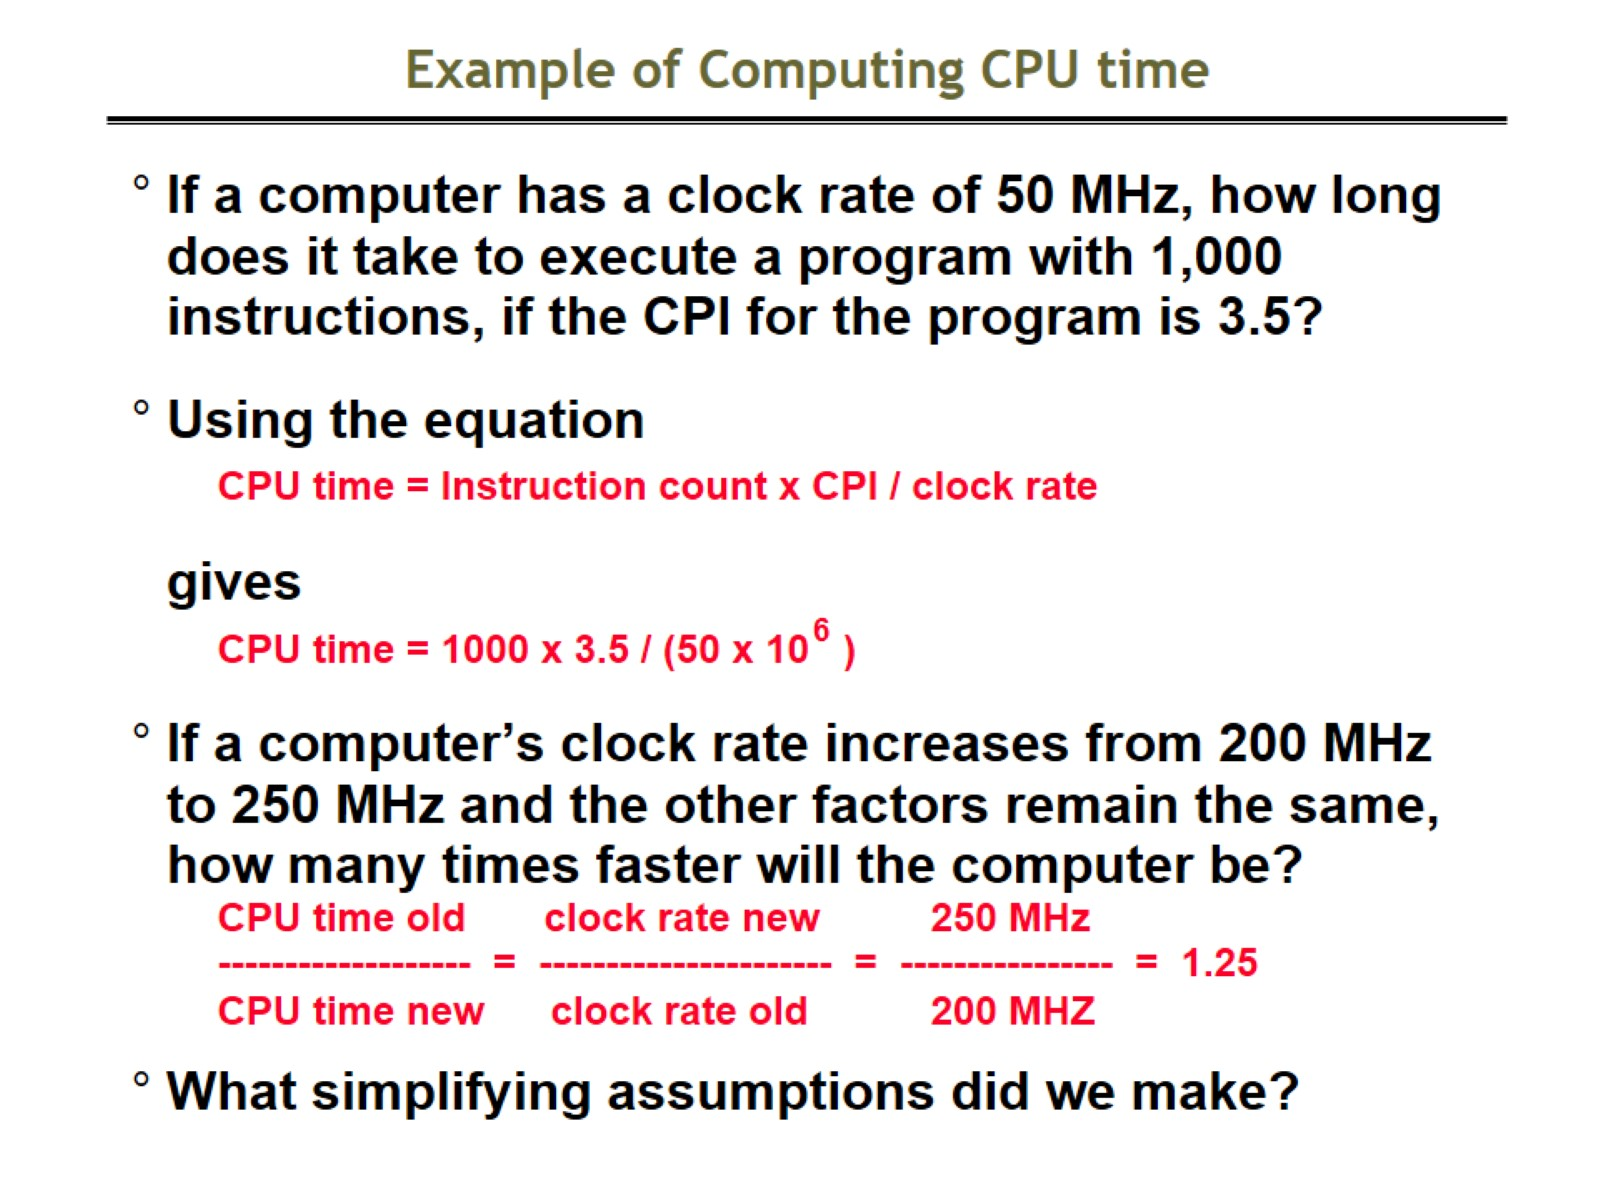 Example of Computing CPU time
° If a computer has a clock rate of 50 MHz, how long
does it take to execute a program with 1,000
instructions, if the CPI for the program is 3.5?
° Using the equation
CPU time = Instruction count x CPI / clock rate
gives
CPU time = 1000 x 3.5 / (50 x 10⁶ )
° If a computer’s clock rate increases from 200 MHz
to 250 MHz and the other factors remain the same,
how many times faster will the computer be?
CPU time old clock rate new 250 MHz
------------------- = ---------------------- = ---------------- = 1.25
CPU time new clock rate old 200 MHZ
° What simplifying assumptions did we make?